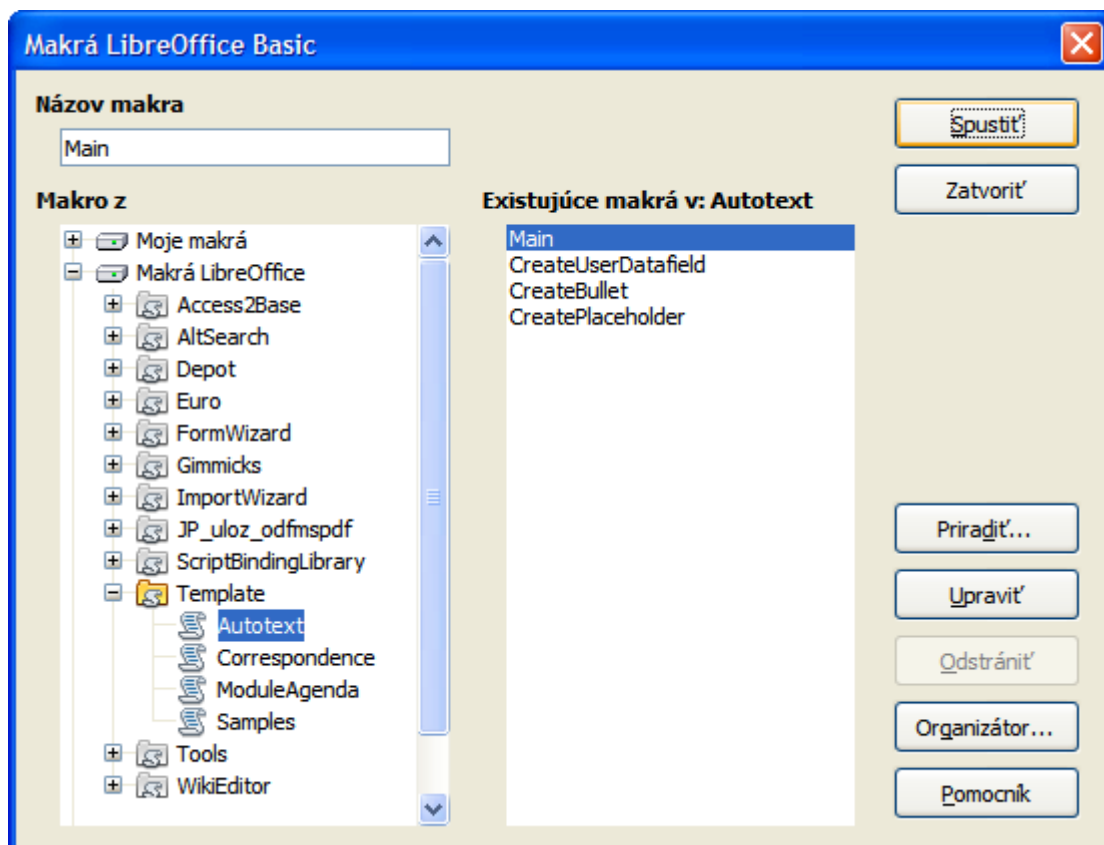 Makrá LibreOffice Basic
Názov makra
Main
Spustiť
Zatvoriť
Makro z
Moje makrá
Makrá LibreOffice
Access2Base
AltSearch
Depot
Euro
FormWizard
Gimmicks
ImportWizard
JP_uloz_odfmspdf
ScriptBindingLibrary
Template
Autotext
Correspondence
ModuleAgenda
Samples
Tools
WikiEditor
Existujúce makrá v: Autotext
Main
CreateUserDatafield
CreateBullet
CreatePlaceholder
Priradiť...
Upraviť
Odstrániť
Organizátor...
Pomocník